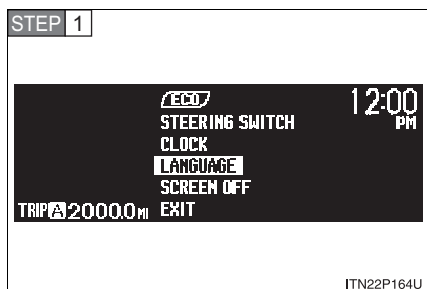 STEP 1
ECO 12:00
STEERING SWITCH PM
CLOCK
LANGUAGE
SCREEN OFF
TRIP A 2000.0 MI EXIT
ITN22P164U